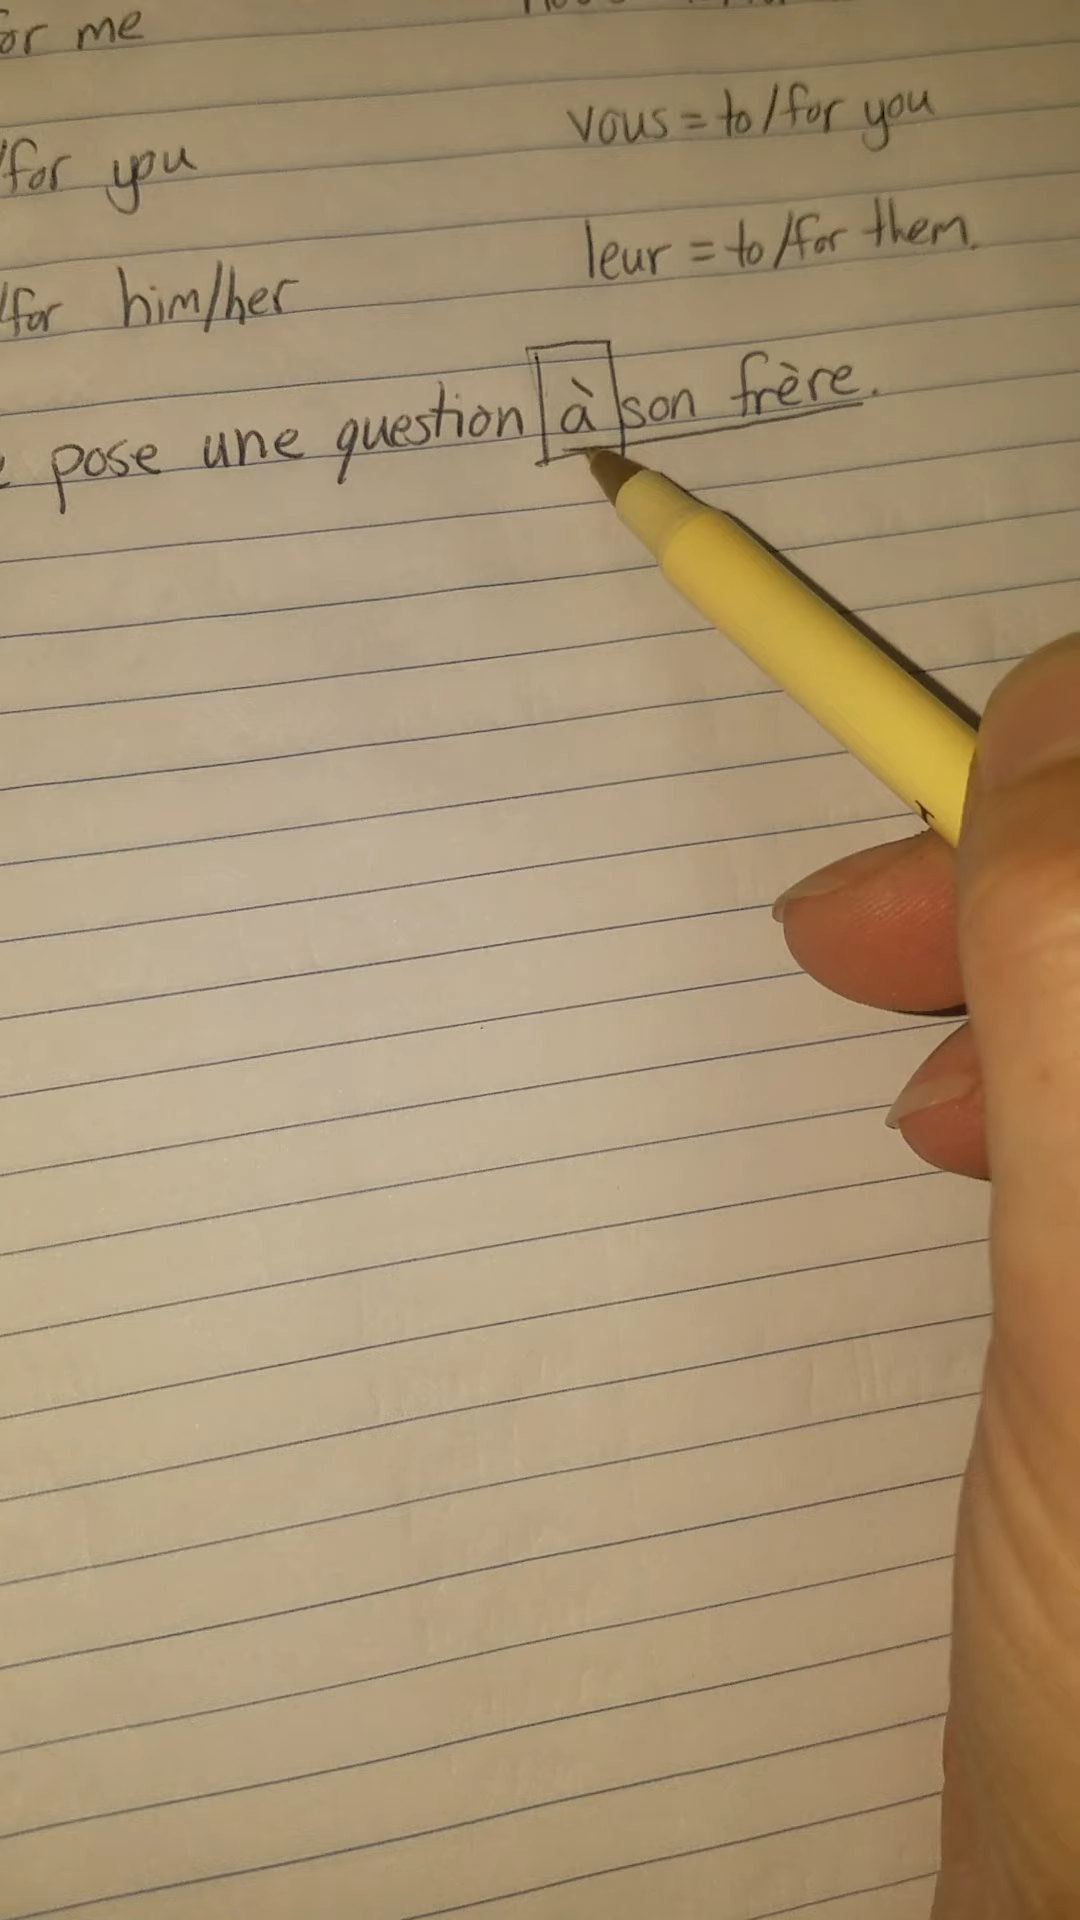 for me
vous = to/for you
/for you
leur = to/for them.
/for him/her
pose une question à son frère.